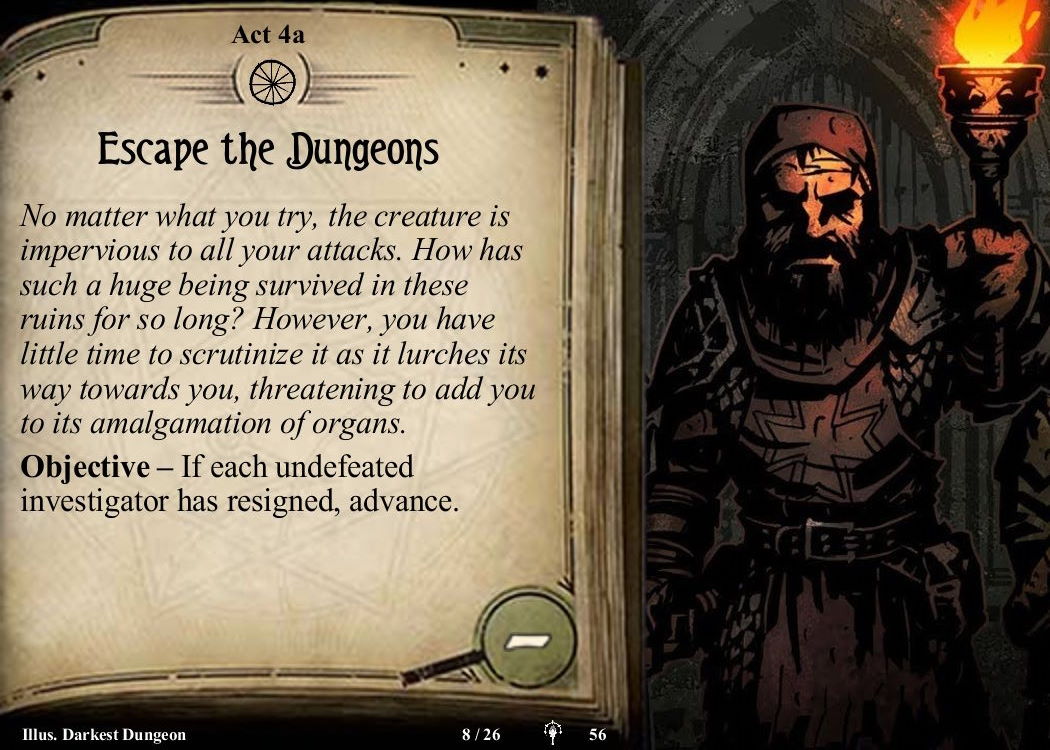 Act 4a
Escape the Dungeons
No matter what you try, the creature is
impervious to all your attacks. How has
such a huge being survived in these
ruins for so long? However, you have
little time to scrutinize it as it lurches its
way towards you, threatening to add you
to its amalgamation of organs.
Objective – If each undefeated
investigator has resigned, advance.
-
Illus. Darkest Dungeon 8 / 26 56